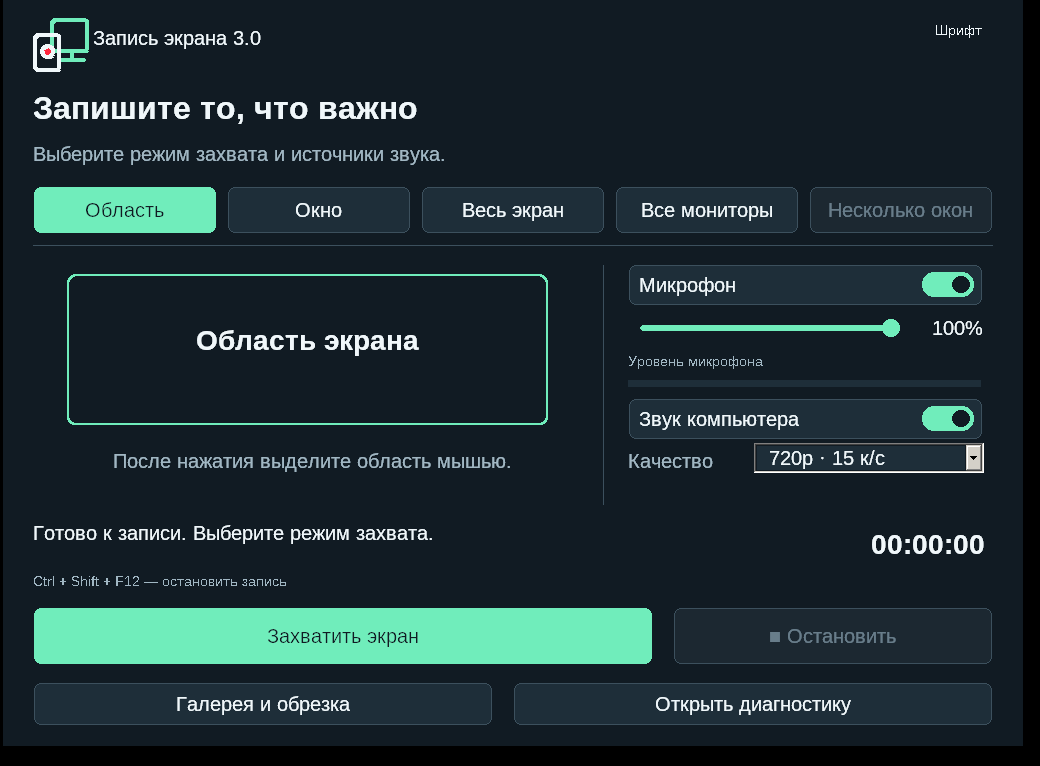 Запись экрана 3.0
Шрифт
Запишите то, что важно
Выберите режим захвата и источники звука.
Область
Окно
Весь экран
Все мониторы
Несколько окон
Область экрана
После нажатия выделите область мышью.
Микрофон
100%
Уровень микрофона
Звук компьютера
Качество
720p · 15 к/с
Готово к записи. Выберите режим захвата.
00:00:00
Ctrl + Shift + F12 — остановить запись
Захватить экран
■ Остановить
Галерея и обрезка
Открыть диагностику